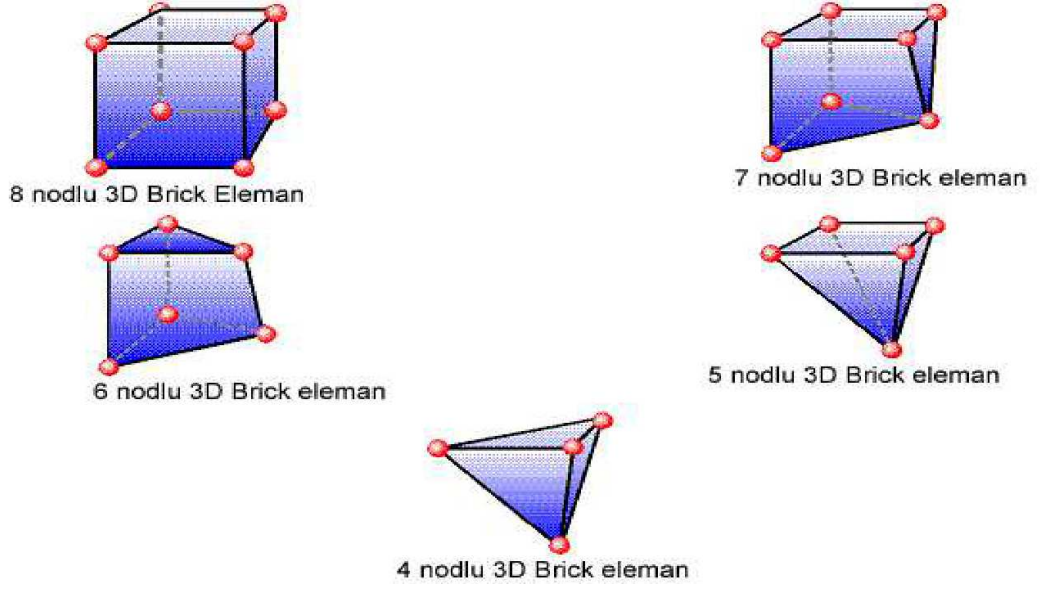 8 nodlu 3D Brick Eleman
7 nodlu 3D Brick eleman
6 nodlu 3D Brick eleman
5 nodlu 3D Brick eleman
4 nodlu 3D Brick eleman